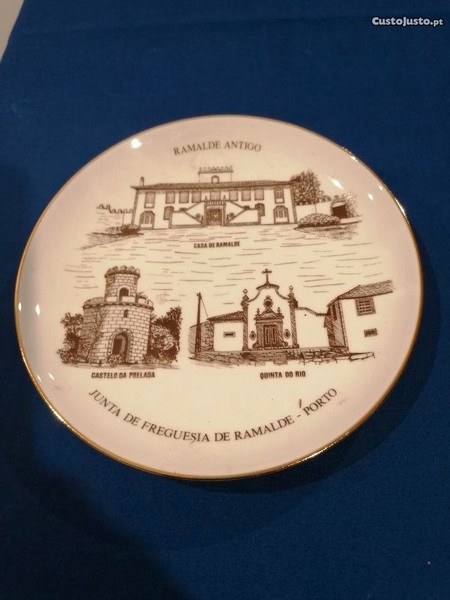 CustoJusto.pt
RAMALDE ANTIGO
CASA DE RAMALDE
CASTELO DA PRELADA
QUINTA DO RIO
JUNTA DE FREGUESIA DE RAMALDE - PORTO